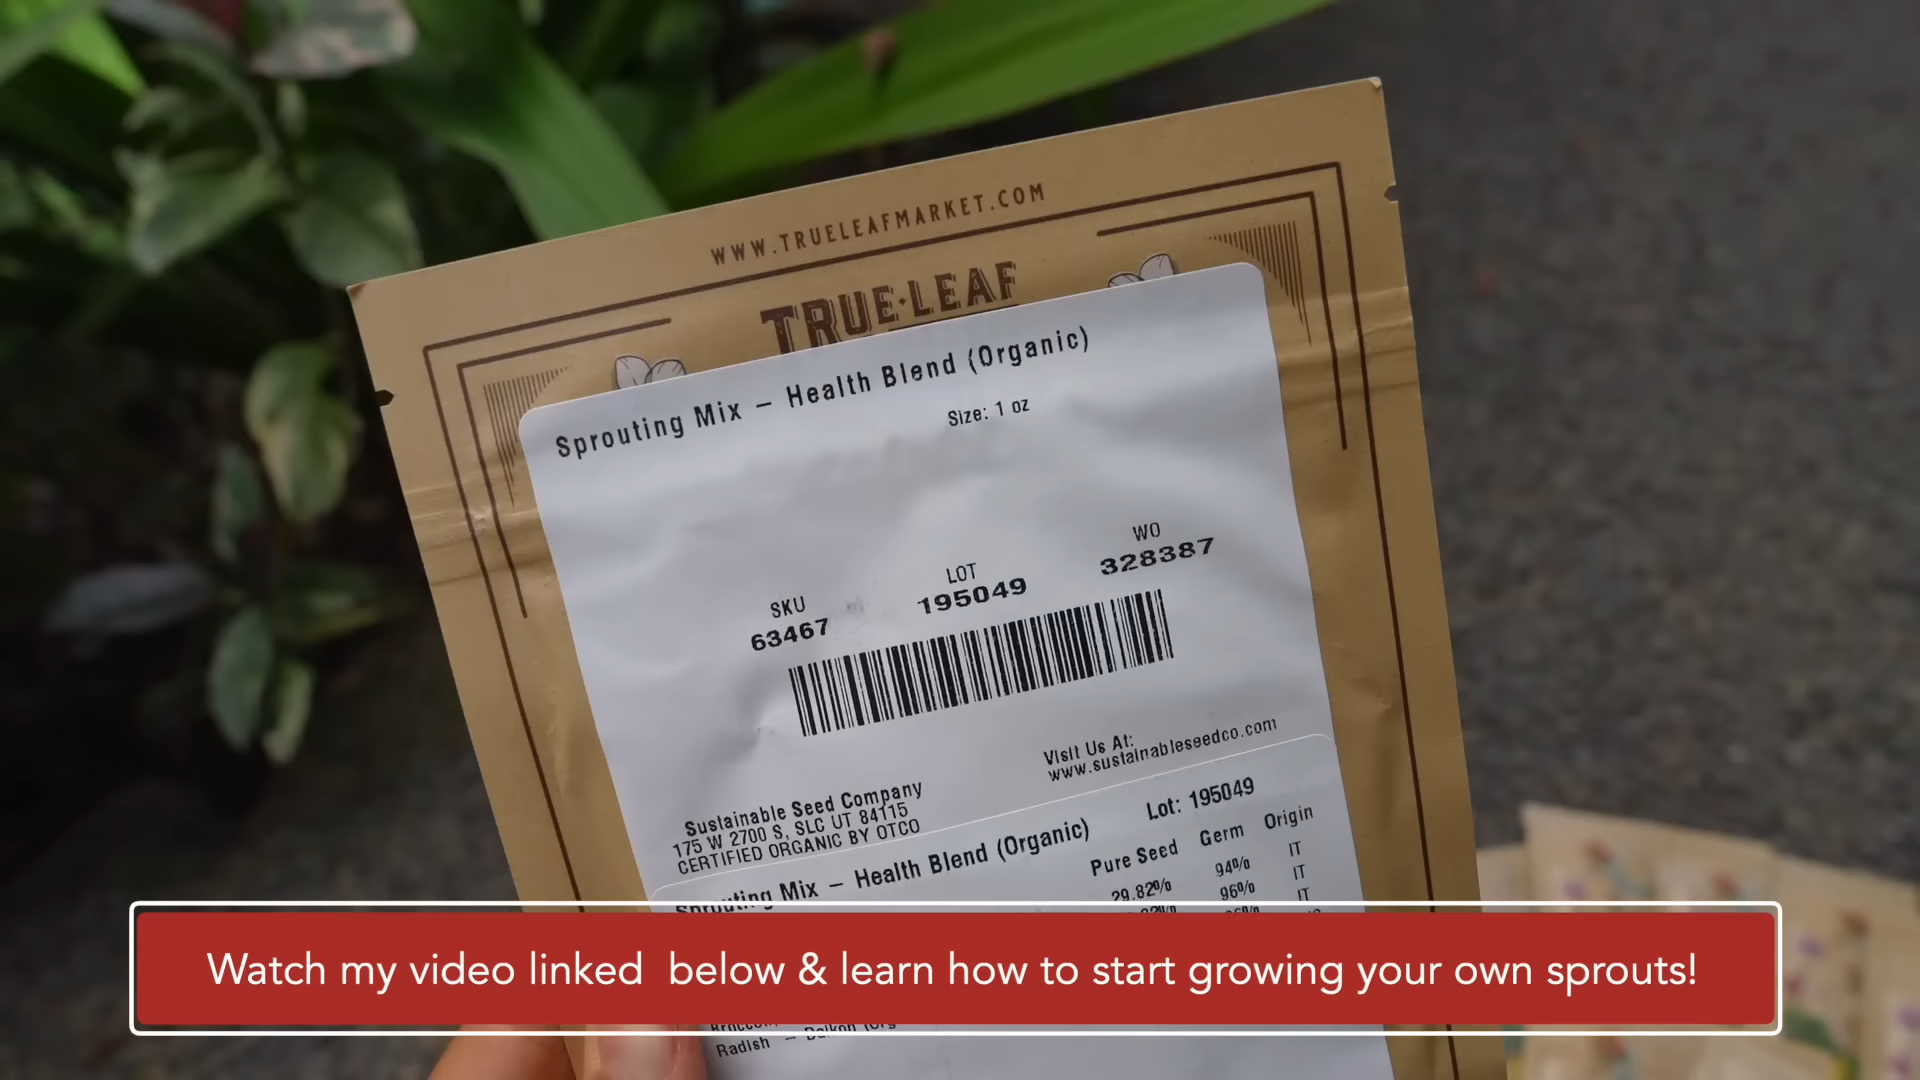 WWW.TRUELEAFMARKET.COM
TRUE·LEAF
Sprouting Mix – Health Blend (Organic)
Size: 1 oz
SKU
63467
LOT
195049
WO
328387
Visit Us At:
www.sustainableseedco.com
Sustainable Seed Company
175 W 2700 S, SLC UT 84115
CERTIFIED ORGANIC BY OTCO
Lot: 195049
Sprouting Mix – Health Blend (Organic)
Pure Seed Germ Origin
29.82% 94% IT
96% IT
IT
Watch my video linked below & learn how to start growing your own sprouts!
Radish –